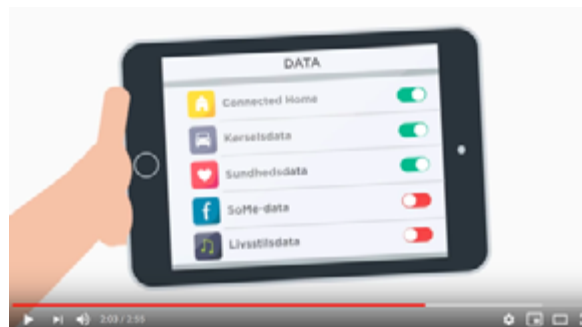 DATA
Connected Home
Kørselsdata
Sundhedsdata
SoMe-data
Livsstilsdata
2:03 / 2:55